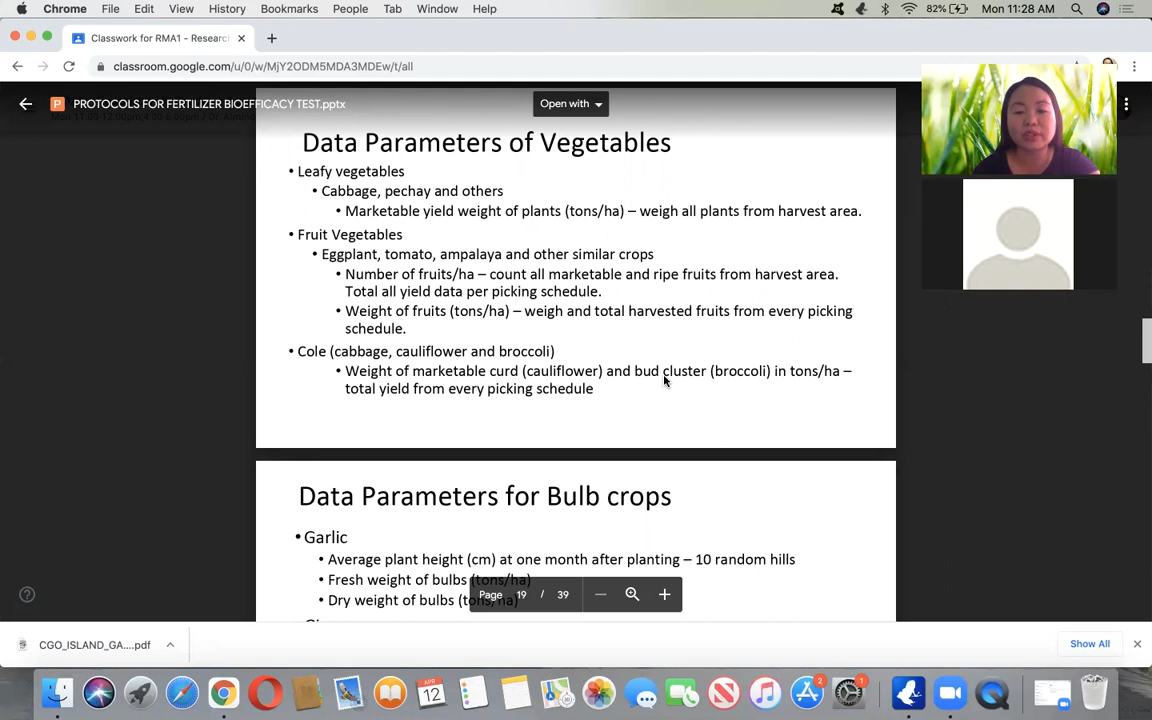 Chrome File Edit View History Bookmarks People Tab Window Help 82% Mon 11:28 AM
Classwork for RMA1 - Researc
classroom.google.com/u/0/w/MjY2ODM5MDA3MDEw/t/all
PROTOCOLS FOR FERTILIZER BIOEFFICACY TEST.pptx
Open with
Data Parameters of Vegetables
• Leafy vegetables
• Cabbage, pechay and others
• Marketable yield weight of plants (tons/ha) – weigh all plants from harvest area.
• Fruit Vegetables
• Eggplant, tomato, ampalaya and other similar crops
• Number of fruits/ha – count all marketable and ripe fruits from harvest area.
Total all yield data per picking schedule.
• Weight of fruits (tons/ha) – weigh and total harvested fruits from every picking
schedule.
• Cole (cabbage, cauliflower and broccoli)
• Weight of marketable curd (cauliflower) and bud cluster (broccoli) in tons/ha –
total yield from every picking schedule
Data Parameters for Bulb crops
• Garlic
• Average plant height (cm) at one month after planting – 10 random hills
• Fresh weight of bulbs (tons/ha)
• Dry weight of bulbs (tons/ha)
Page 19 / 39
CGO_ISLAND_GA....pdf
Show All
APR
12
2
1